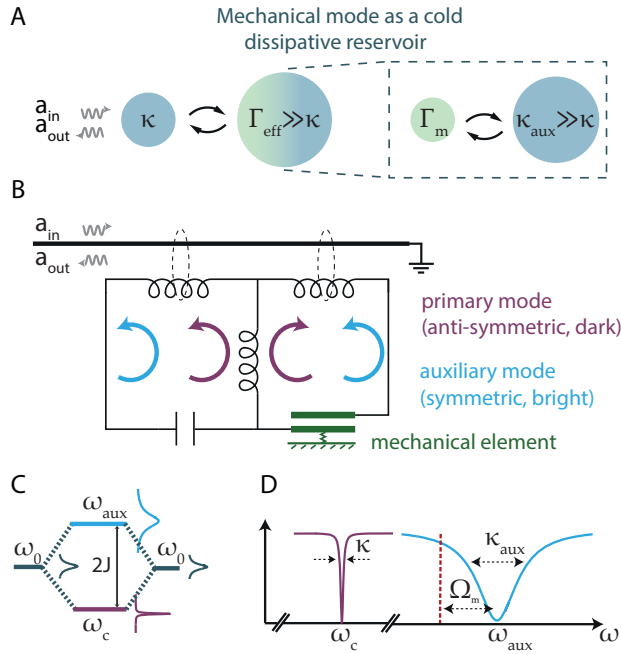 A
Mechanical mode as a cold
dissipative reservoir
a_in
a_out
κ
Γ_eff≫κ
Γ_m
κ_aux≫κ
B
a_in
a_out
primary mode
(anti-symmetric, dark)
auxiliary mode
(symmetric, bright)
mechanical element
C
ω_aux
ω_0
2J
ω_0
ω_c
D
κ
κ_aux
Ω_m
ω_c
ω_aux
ω